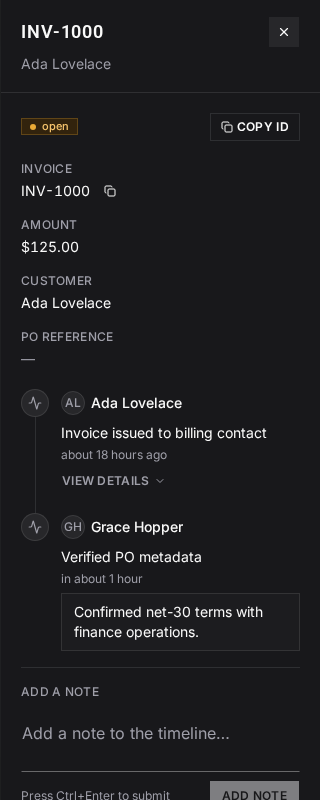 INV-1000
Ada Lovelace
open
COPY ID
INVOICE
INV-1000
AMOUNT
$125.00
CUSTOMER
Ada Lovelace
PO REFERENCE
—
AL Ada Lovelace
Invoice issued to billing contact
about 18 hours ago
VIEW DETAILS
GH Grace Hopper
Verified PO metadata
in about 1 hour
Confirmed net-30 terms with
finance operations.
ADD A NOTE
Add a note to the timeline...
Press Ctrl+Enter to submit
ADD NOTE